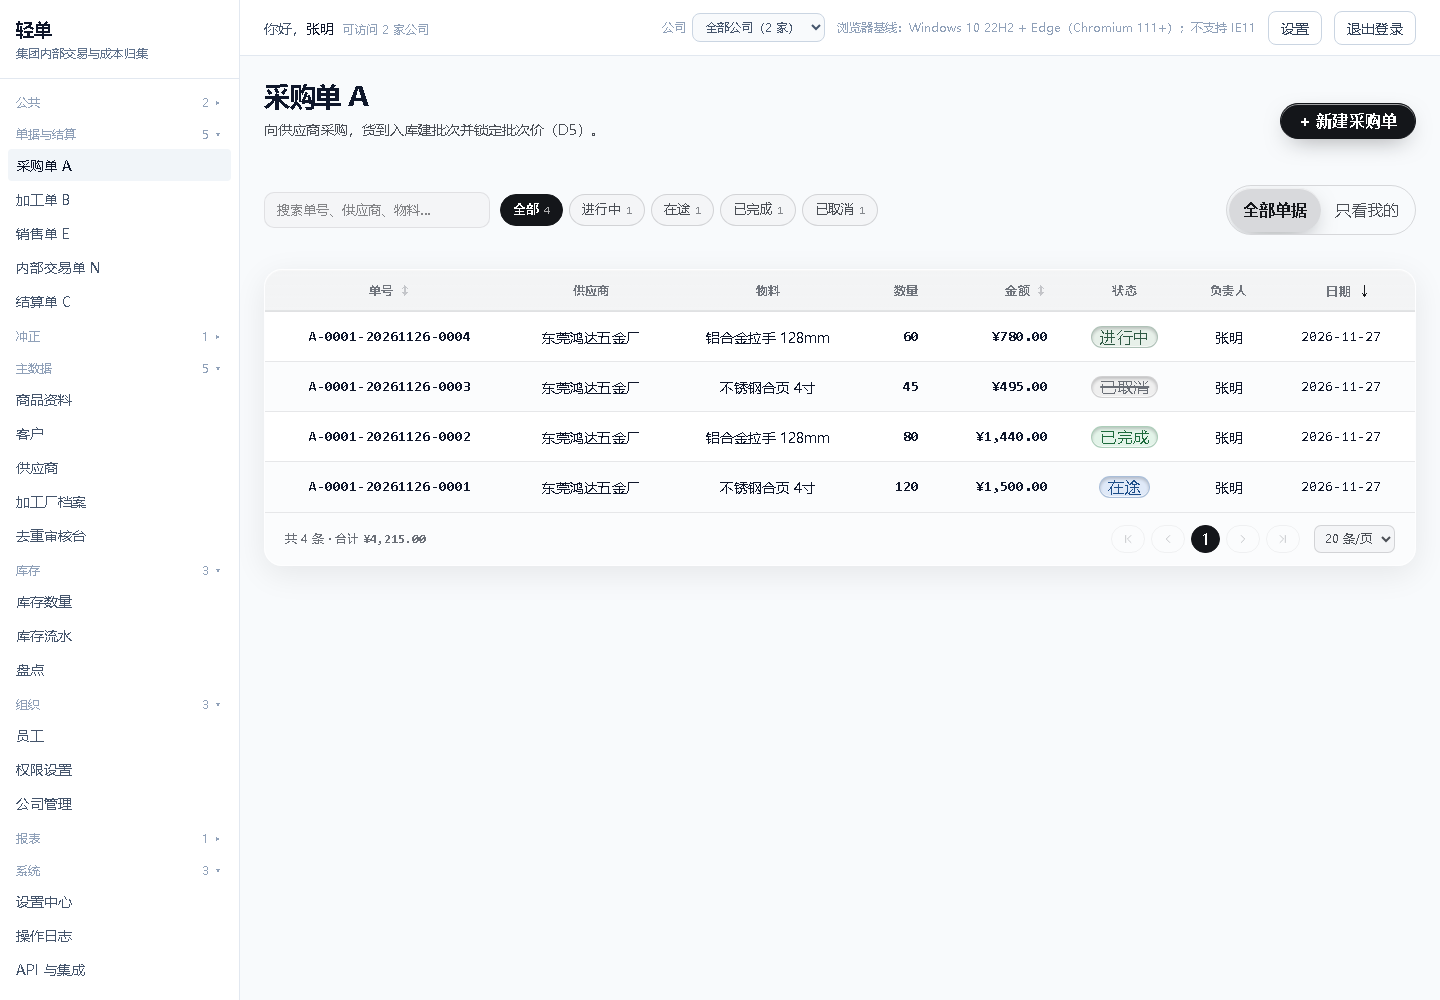 轻单
集团内部交易与成本归集
公共 2 ▸
单据与结算 5 ▾
采购单 A
加工单 B
销售单 E
内部交易单 N
结算单 C
冲正 1 ▸
主数据 5 ▾
商品资料
客户
供应商
加工厂档案
去重审核台
库存 3 ▾
库存数量
库存流水
盘点
组织 3 ▾
员工
权限设置
公司管理
报表 1 ▸
系统 3 ▾
设置中心
操作日志
API 与集成
你好，张明 可访问 2 家公司
公司 全部公司（2 家） 浏览器基线：Windows 10 22H2 + Edge（Chromium 111+）；不支持 IE11 设置 退出登录
采购单 A
向供应商采购，货到入库建批次并锁定批次价（D5）。
+ 新建采购单
搜索单号、供应商、物料... 全部 4 进行中 1 在途 1 已完成 1 已取消 1 全部单据 只看我的
单号 ↕ 供应商 物料 数量 金额 ↕ 状态 负责人 日期 ↓
A-0001-20261126-0004 东莞鸿达五金厂 铝合金拉手 128mm 60 ¥780.00 进行中 张明 2026-11-27
A-0001-20261126-0003 东莞鸿达五金厂 不锈钢合页 4寸 45 ¥495.00 已取消 张明 2026-11-27
A-0001-20261126-0002 东莞鸿达五金厂 铝合金拉手 128mm 80 ¥1,440.00 已完成 张明 2026-11-27
A-0001-20261126-0001 东莞鸿达五金厂 不锈钢合页 4寸 120 ¥1,500.00 在途 张明 2026-11-27
共 4 条 · 合计 ¥4,215.00 1 20 条/页